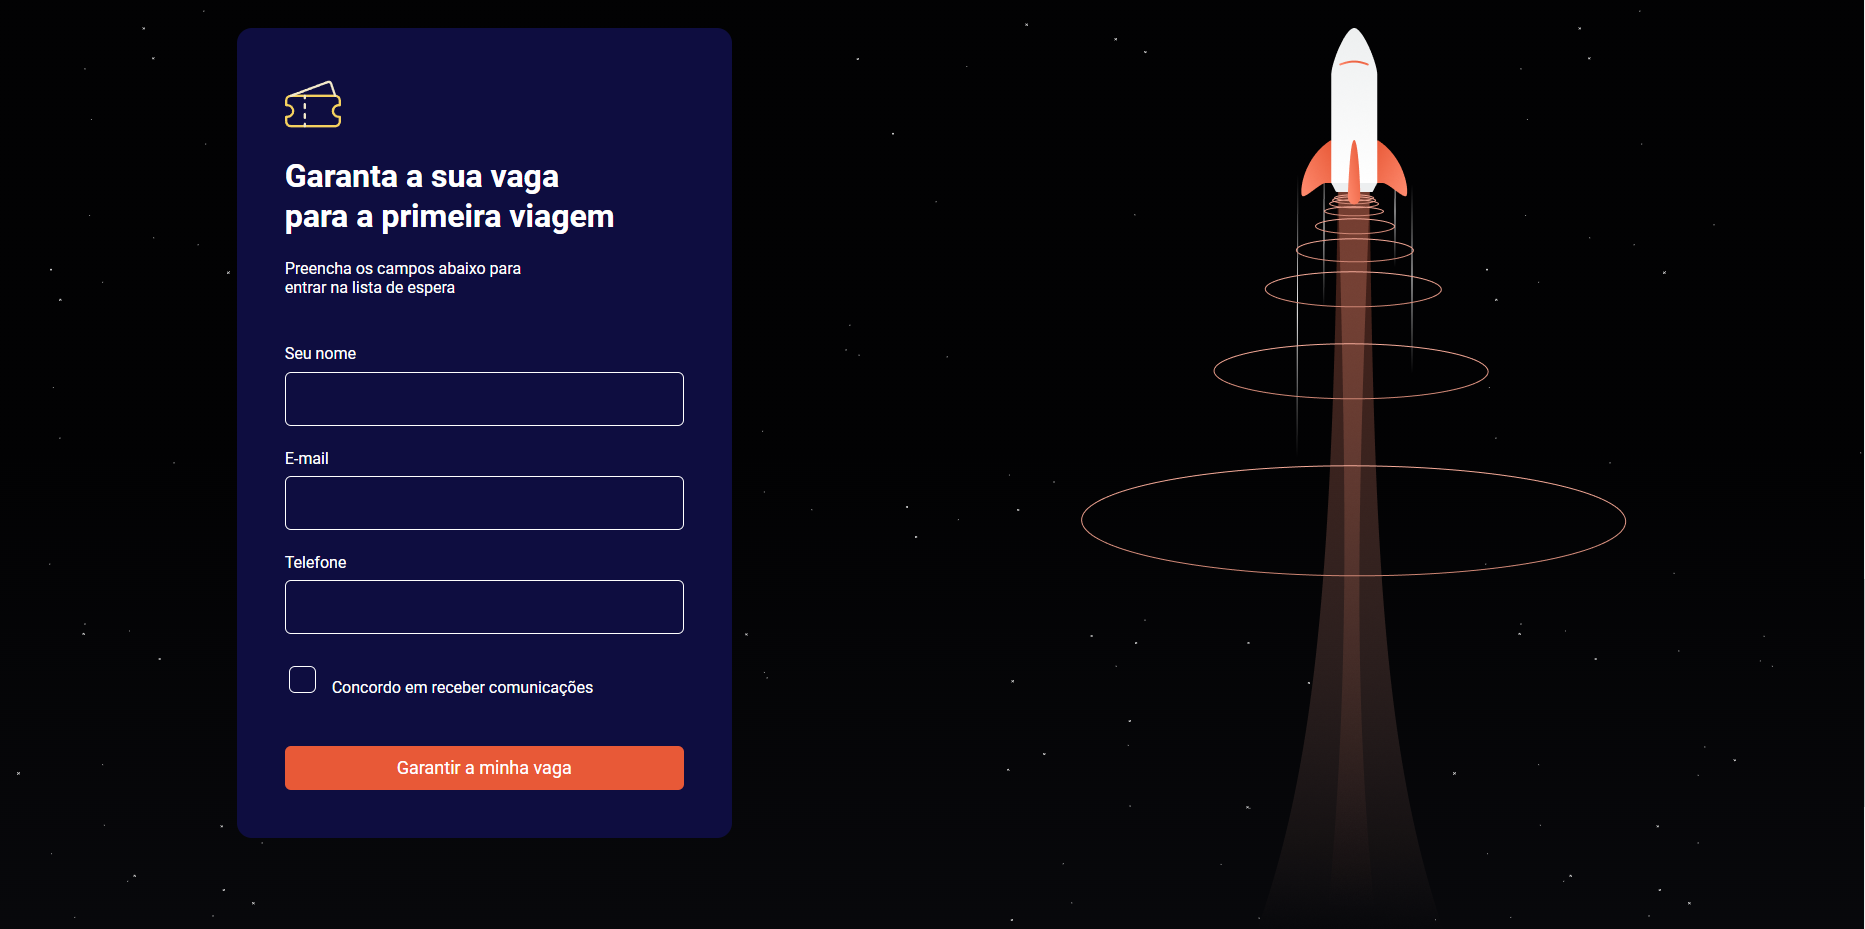 Garanta a sua vaga
para a primeira viagem
Preencha os campos abaixo para
entrar na lista de espera
Seu nome
E-mail
Telefone
Concordo em receber comunicações
Garantir a minha vaga